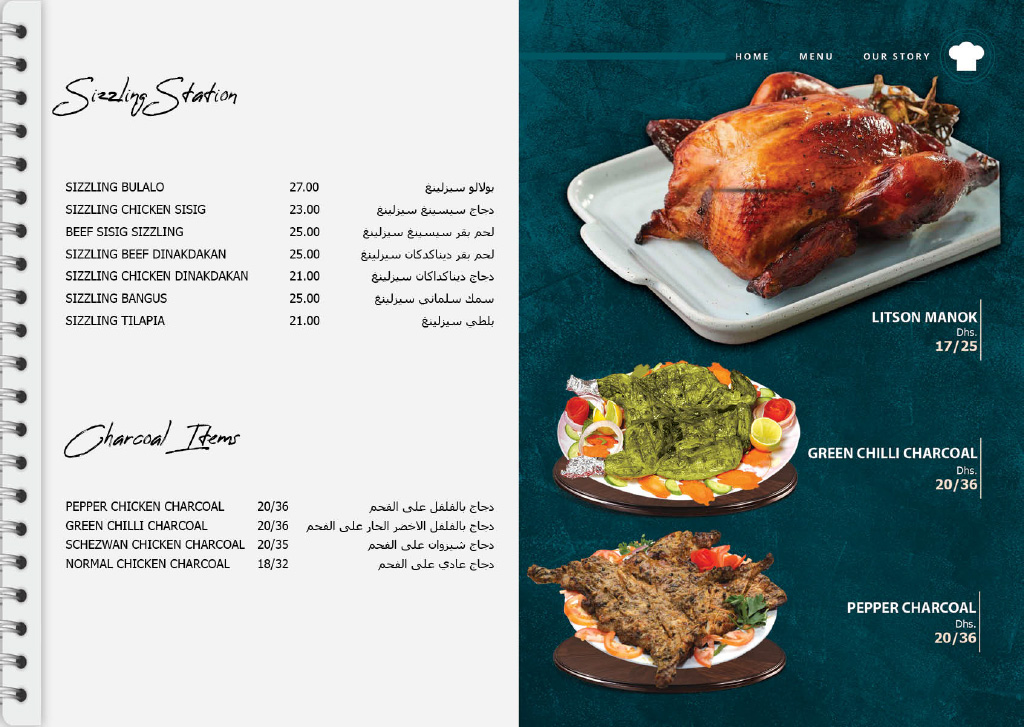 Sizzling Station
SIZZLING BULALO 27.00 بولالو سيزلينغ
SIZZLING CHICKEN SISIG 23.00 دجاج سيسينغ سيزلينغ
BEEF SISIG SIZZLING 25.00 لحم بقر سيسينغ سيزلينغ
SIZZLING BEEF DINAKDAKAN 25.00 لحم بقر ديناكدكان سيزلينغ
SIZZLING CHICKEN DINAKDAKAN 21.00 دجاج ديناكداكان سيزلينغ
SIZZLING BANGUS 25.00 سمك سلماني سيزلينغ
SIZZLING TILAPIA 21.00 بلطي سيزلينغ
Charcoal Items
PEPPER CHICKEN CHARCOAL 20/36 دجاج بالفلفل على الفحم
GREEN CHILLI CHARCOAL 20/36 دجاج بالفلفل الاخضر الحار على الفحم
SCHEZWAN CHICKEN CHARCOAL 20/35 دجاج شيزوان على الفحم
NORMAL CHICKEN CHARCOAL 18/32 دجاج عادي على الفحم
HOME MENU OUR STORY
LITSON MANOK
Dhs.
17/25
GREEN CHILLI CHARCOAL
Dhs.
20/36
PEPPER CHARCOAL
Dhs.
20/36